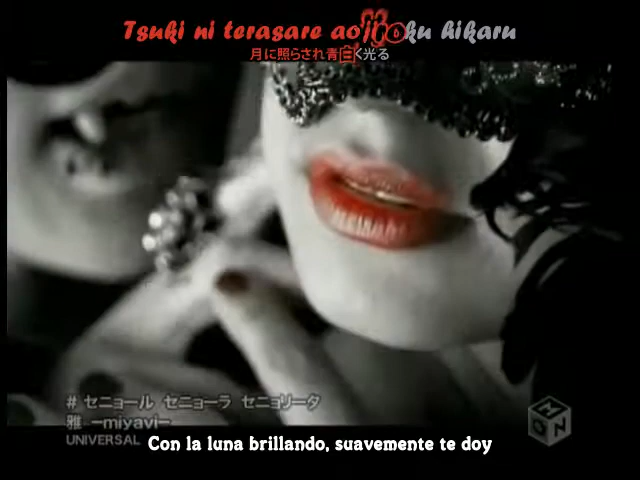 Tsuki ni terasare aojiroku hikaru
月に照らされ青白く光る
# セニョール セニョーラ セニョリータ
雅 -miyavi-
UNIVERSAL
Con la luna brillando, suavemente te doy
M
ON